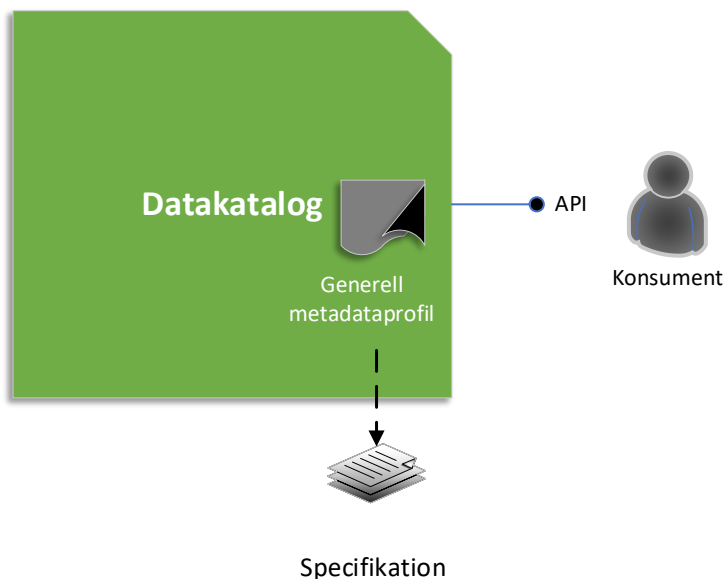 Datakatalog
API
Generell
metadataprofil
Konsument
Specifikation